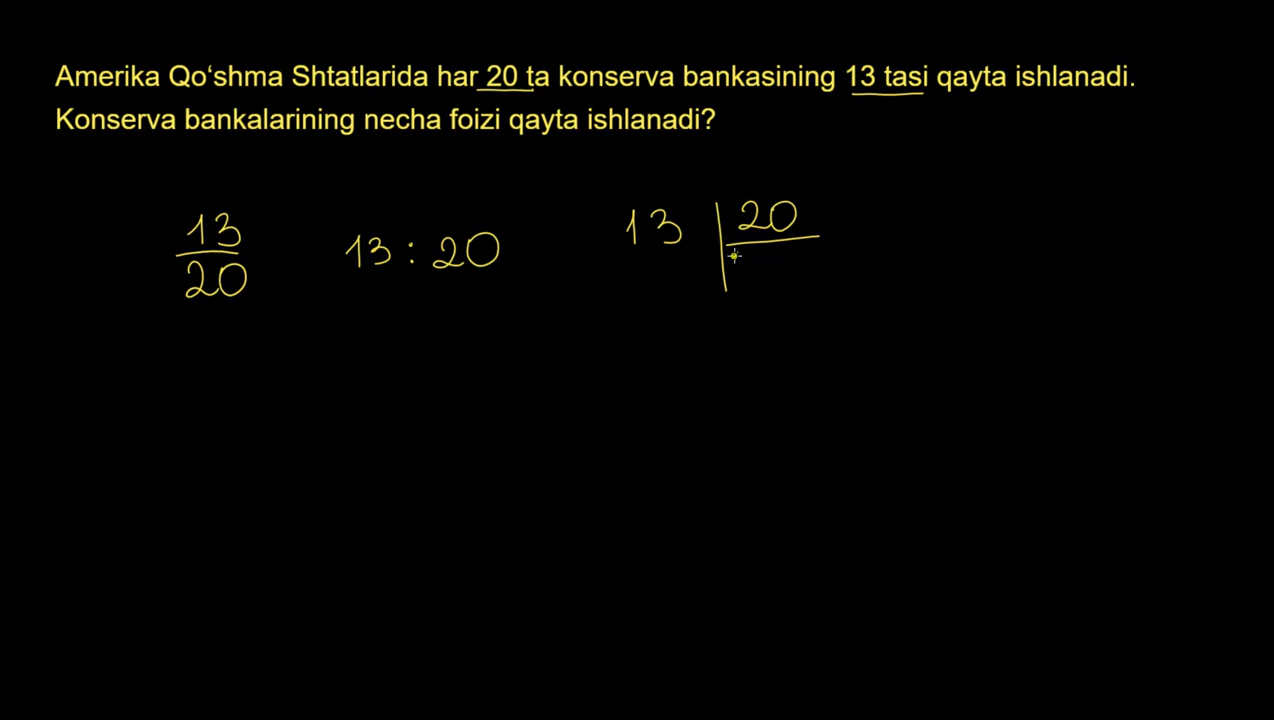 Amerika Qo‘shma Shtatlarida har 20 ta konserva bankasining 13 tasi qayta ishlanadi.
Konserva bankalarining necha foizi qayta ishlanadi?
13
20
13 : 20
13 20